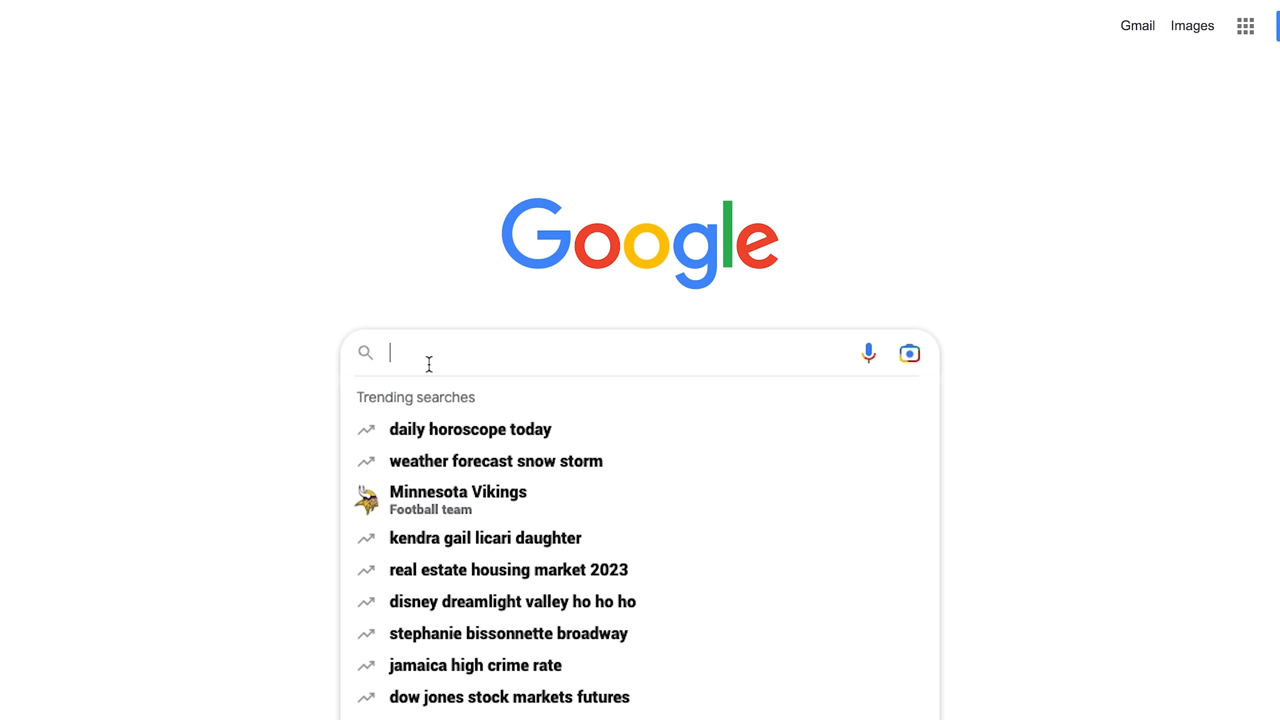 Gmail Images
Google
Trending searches
daily horoscope today
weather forecast snow storm
Minnesota Vikings
Football team
kendra gail licari daughter
real estate housing market 2023
disney dreamlight valley ho ho ho
stephanie bissonnette broadway
jamaica high crime rate
dow jones stock markets futures